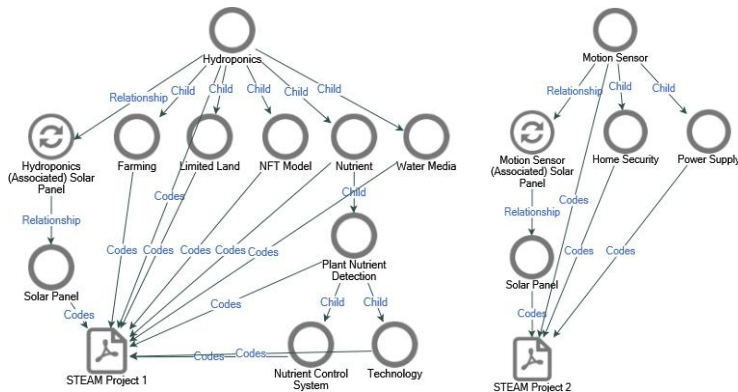 Hydroponics
Relationship
Child
Child
Child
Child
Child
Hydroponics
(Associated) Solar
Panel
Farming
Limited Land
NFT Model
Nutrient
Water Media
Codes
Child
Relationship
Codes
Codes
Codes
Codes
Codes
Solar Panel
Plant Nutrient
Detection
Codes
Codes
Child
Child
Codes
Codes
STEAM Project 1
Nutrient Control
System
Technology
Motion Sensor
Relationship
Child
Child
Motion Sensor
(Associated) Solar
Panel
Home Security
Power Supply
Codes
Relationship
Codes
Codes
Solar Panel
Codes
STEAM Project 2